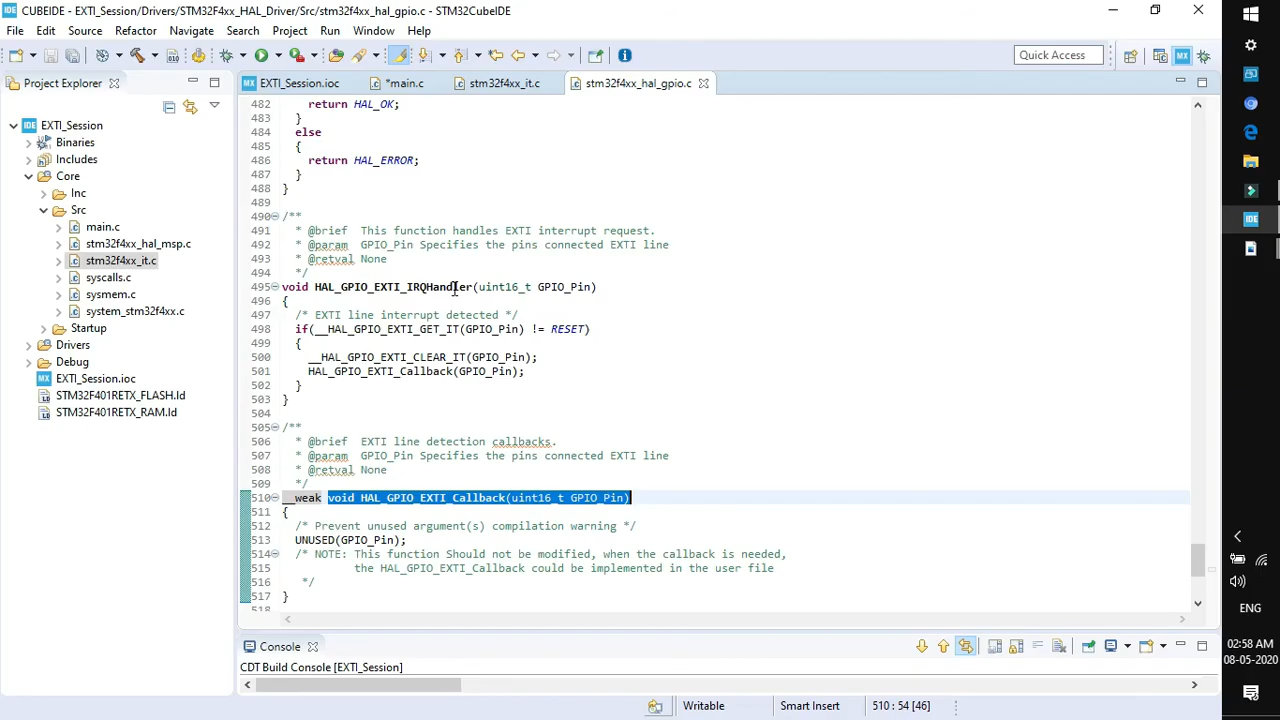 IDE CUBEIDE - EXTI_Session/Drivers/STM32F4xx_HAL_Driver/Src/stm32f4xx_hal_gpio.c - STM32CubeIDE
File Edit Source Refactor Navigate Search Project Run Window Help
Quick Access
Project Explorer
EXTI_Session
Binaries
Includes
Core
Inc
Src
main.c
stm32f4xx_hal_msp.c
stm32f4xx_it.c
syscalls.c
sysmem.c
system_stm32f4xx.c
Startup
Drivers
Debug
MX EXTI_Session.ioc
STM32F401RETX_FLASH.ld
STM32F401RETX_RAM.ld
MX EXTI_Session.ioc *main.c stm32f4xx_it.c stm32f4xx_hal_gpio.c
482 return HAL_OK;
483 }
484 else
485 {
486 return HAL_ERROR;
487 }
488 }
489
490 /**
491 * @brief This function handles EXTI interrupt request.
492 * @param GPIO_Pin Specifies the pins connected EXTI line
493 * @retval None
494 */
495 void HAL_GPIO_EXTI_IRQHandler(uint16_t GPIO_Pin)
496 {
497 /* EXTI line interrupt detected */
498 if(__HAL_GPIO_EXTI_GET_IT(GPIO_Pin) != RESET)
499 {
500 __HAL_GPIO_EXTI_CLEAR_IT(GPIO_Pin);
501 HAL_GPIO_EXTI_Callback(GPIO_Pin);
502 }
503 }
504
505 /**
506 * @brief EXTI line detection callbacks.
507 * @param GPIO_Pin Specifies the pins connected EXTI line
508 * @retval None
509 */
510 __weak void HAL_GPIO_EXTI_Callback(uint16_t GPIO_Pin)
511 {
512 /* Prevent unused argument(s) compilation warning */
513 UNUSED(GPIO_Pin);
514 /* NOTE: This function Should not be modified, when the callback is needed,
515 the HAL_GPIO_EXTI_Callback could be implemented in the user file
516 */
517 }
518
Console
CDT Build Console [EXTI_Session]
Writable Smart Insert 510 : 54 [46]
MX
IDE
ENG
02:58 AM
08-05-2020